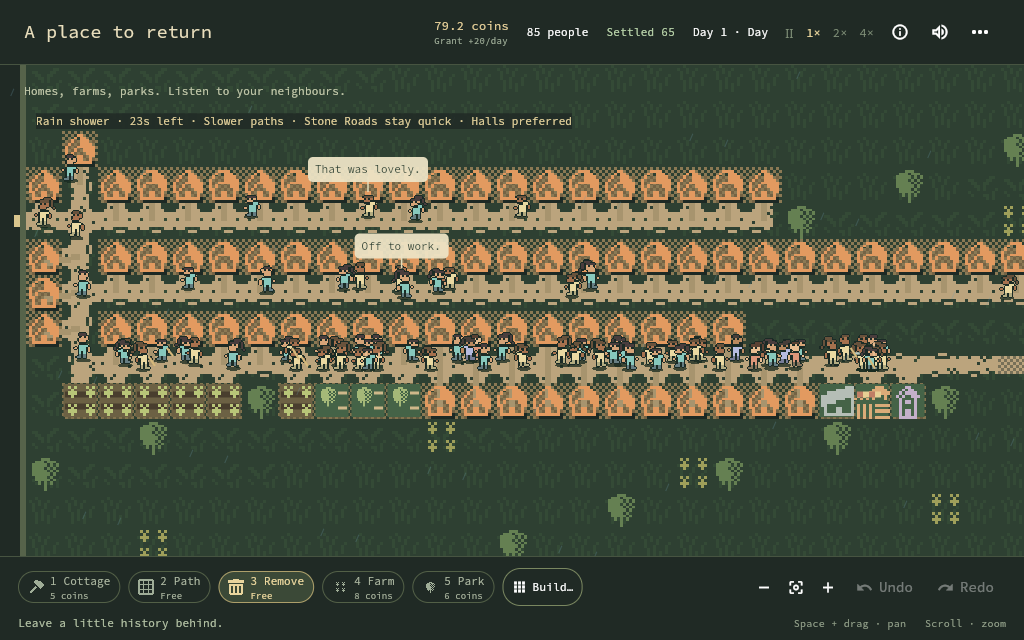 A place to return
79.2 coins
Grant +20/day
85 people
Settled 65
Day 1 · Day
1×
2×
4×
Homes, farms, parks. Listen to your neighbours.
Rain shower · 23s left · Slower paths · Stone Roads stay quick · Halls preferred
That was lovely.
Off to work.
1 Cottage
5 coins
2 Path
Free
3 Remove
Free
4 Farm
8 coins
5 Park
6 coins
Build…
Undo
Redo
Leave a little history behind.
Space + drag · pan
Scroll · zoom